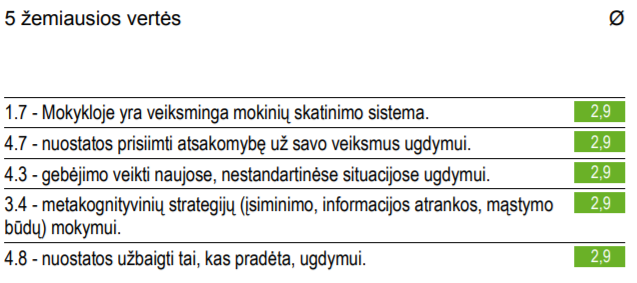 5 žemiausios vertės Ø
1.7 - Mokykloje yra veiksminga mokinių skatinimo sistema. 2,9
4.7 - nuostatos prisiimti atsakomybę už savo veiksmus ugdymui. 2,9
4.3 - gebėjimo veikti naujose, nestandartinėse situacijose ugdymui. 2,9
3.4 - metakognityvinių strategijų (įsiminimo, informacijos atrankos, mąstymo 2,9
būdų) mokymui.
4.8 - nuostatos užbaigti tai, kas pradėta, ugdymui. 2,9